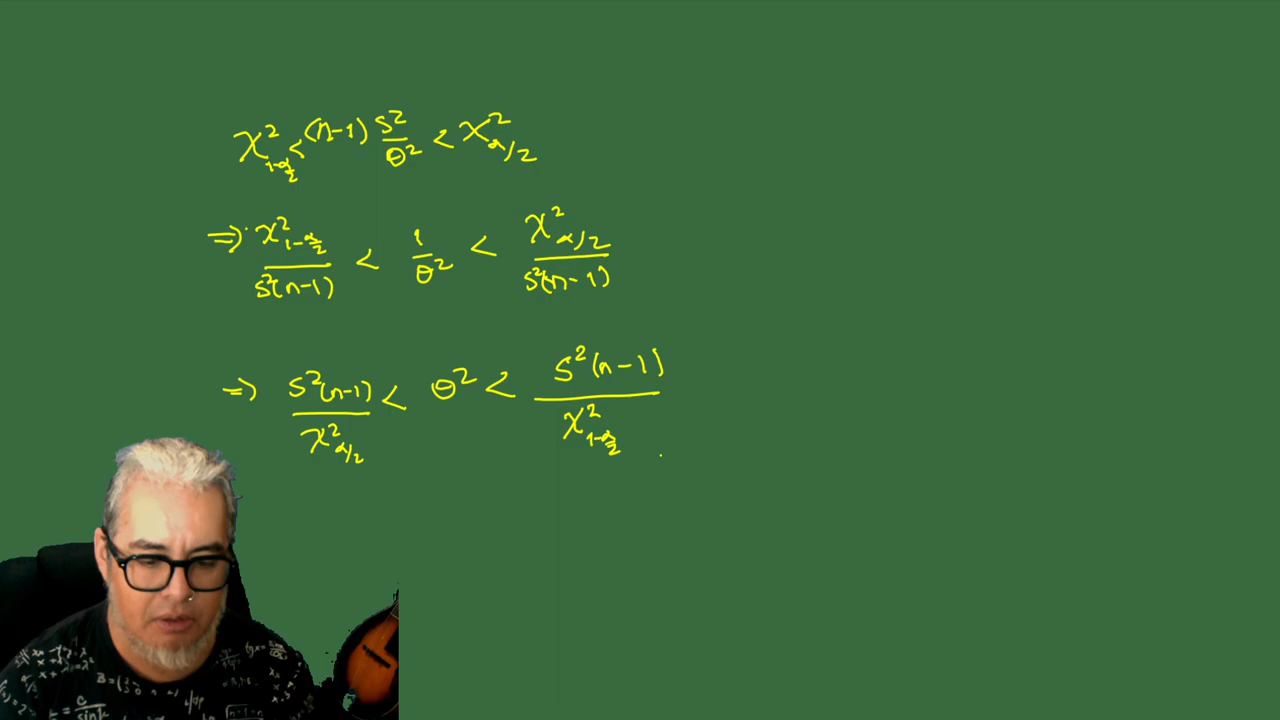 χ²_{1-α/2} < (n-1) S²/θ² < χ²_{α/2}
⇒ χ²_{1-α/2}/S²(n-1) < 1/θ² < χ²_{α/2}/S²(n-1)
⇒ S²(n-1)/χ²_{α/2} < θ² < S²(n-1)/χ²_{1-α/2}